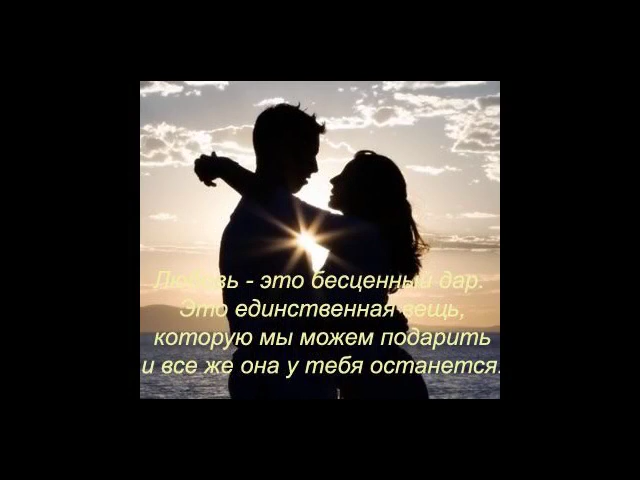 Любовь - это бесценный дар.
Это единственная вещь,
которую мы можем подарить
и все же она у тебя останется.